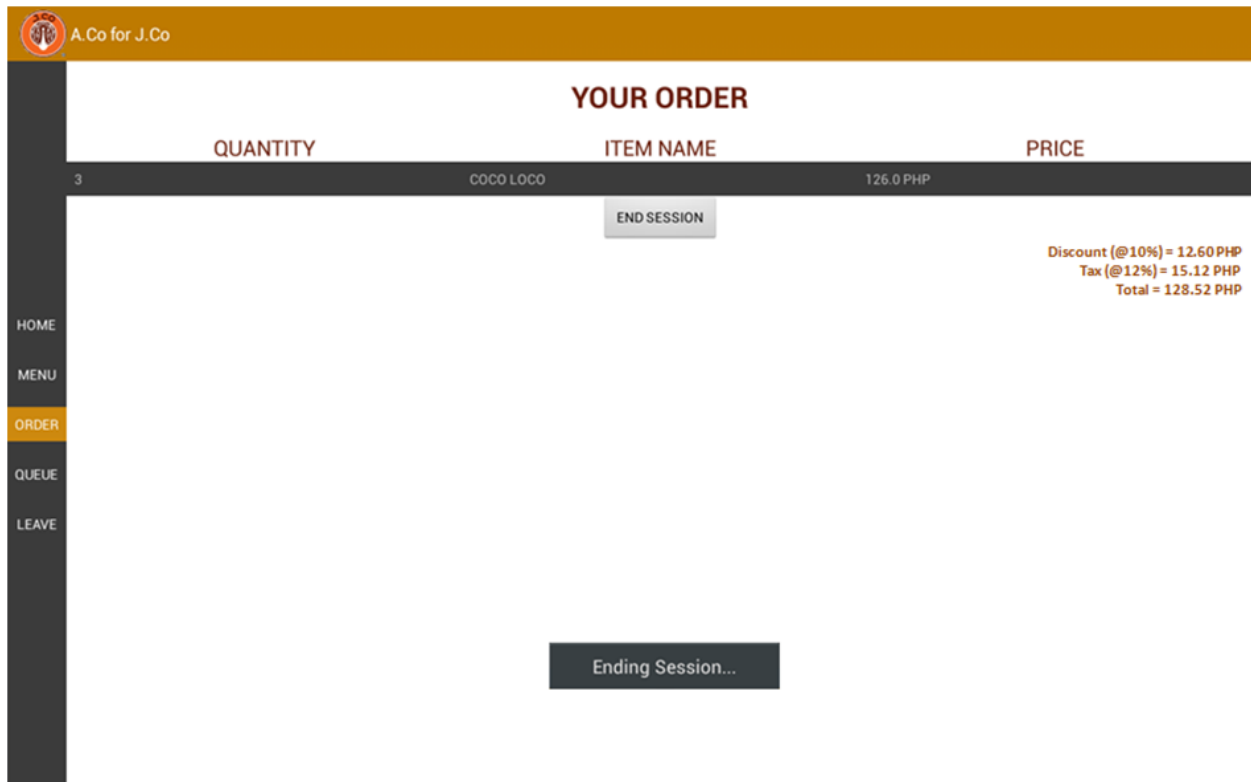 J.CO
A.Co for J.Co
YOUR ORDER
QUANTITY ITEM NAME PRICE
3 COCO LOCO 126.0 PHP
END SESSION
Discount (@10%) = 12.60 PHP
Tax (@12%) = 15.12 PHP
Total = 128.52 PHP
HOME
MENU
ORDER
QUEUE
LEAVE
Ending Session...